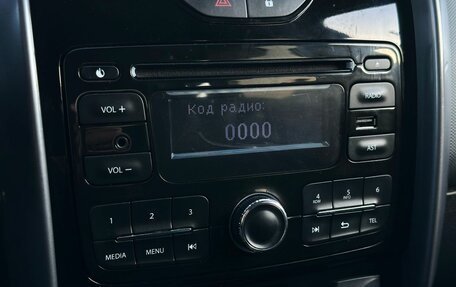 Код радио:
0000
VOL +
VOL −
RADIO
AST
1 2 3
MEDIA MENU
4 5 6
TEL